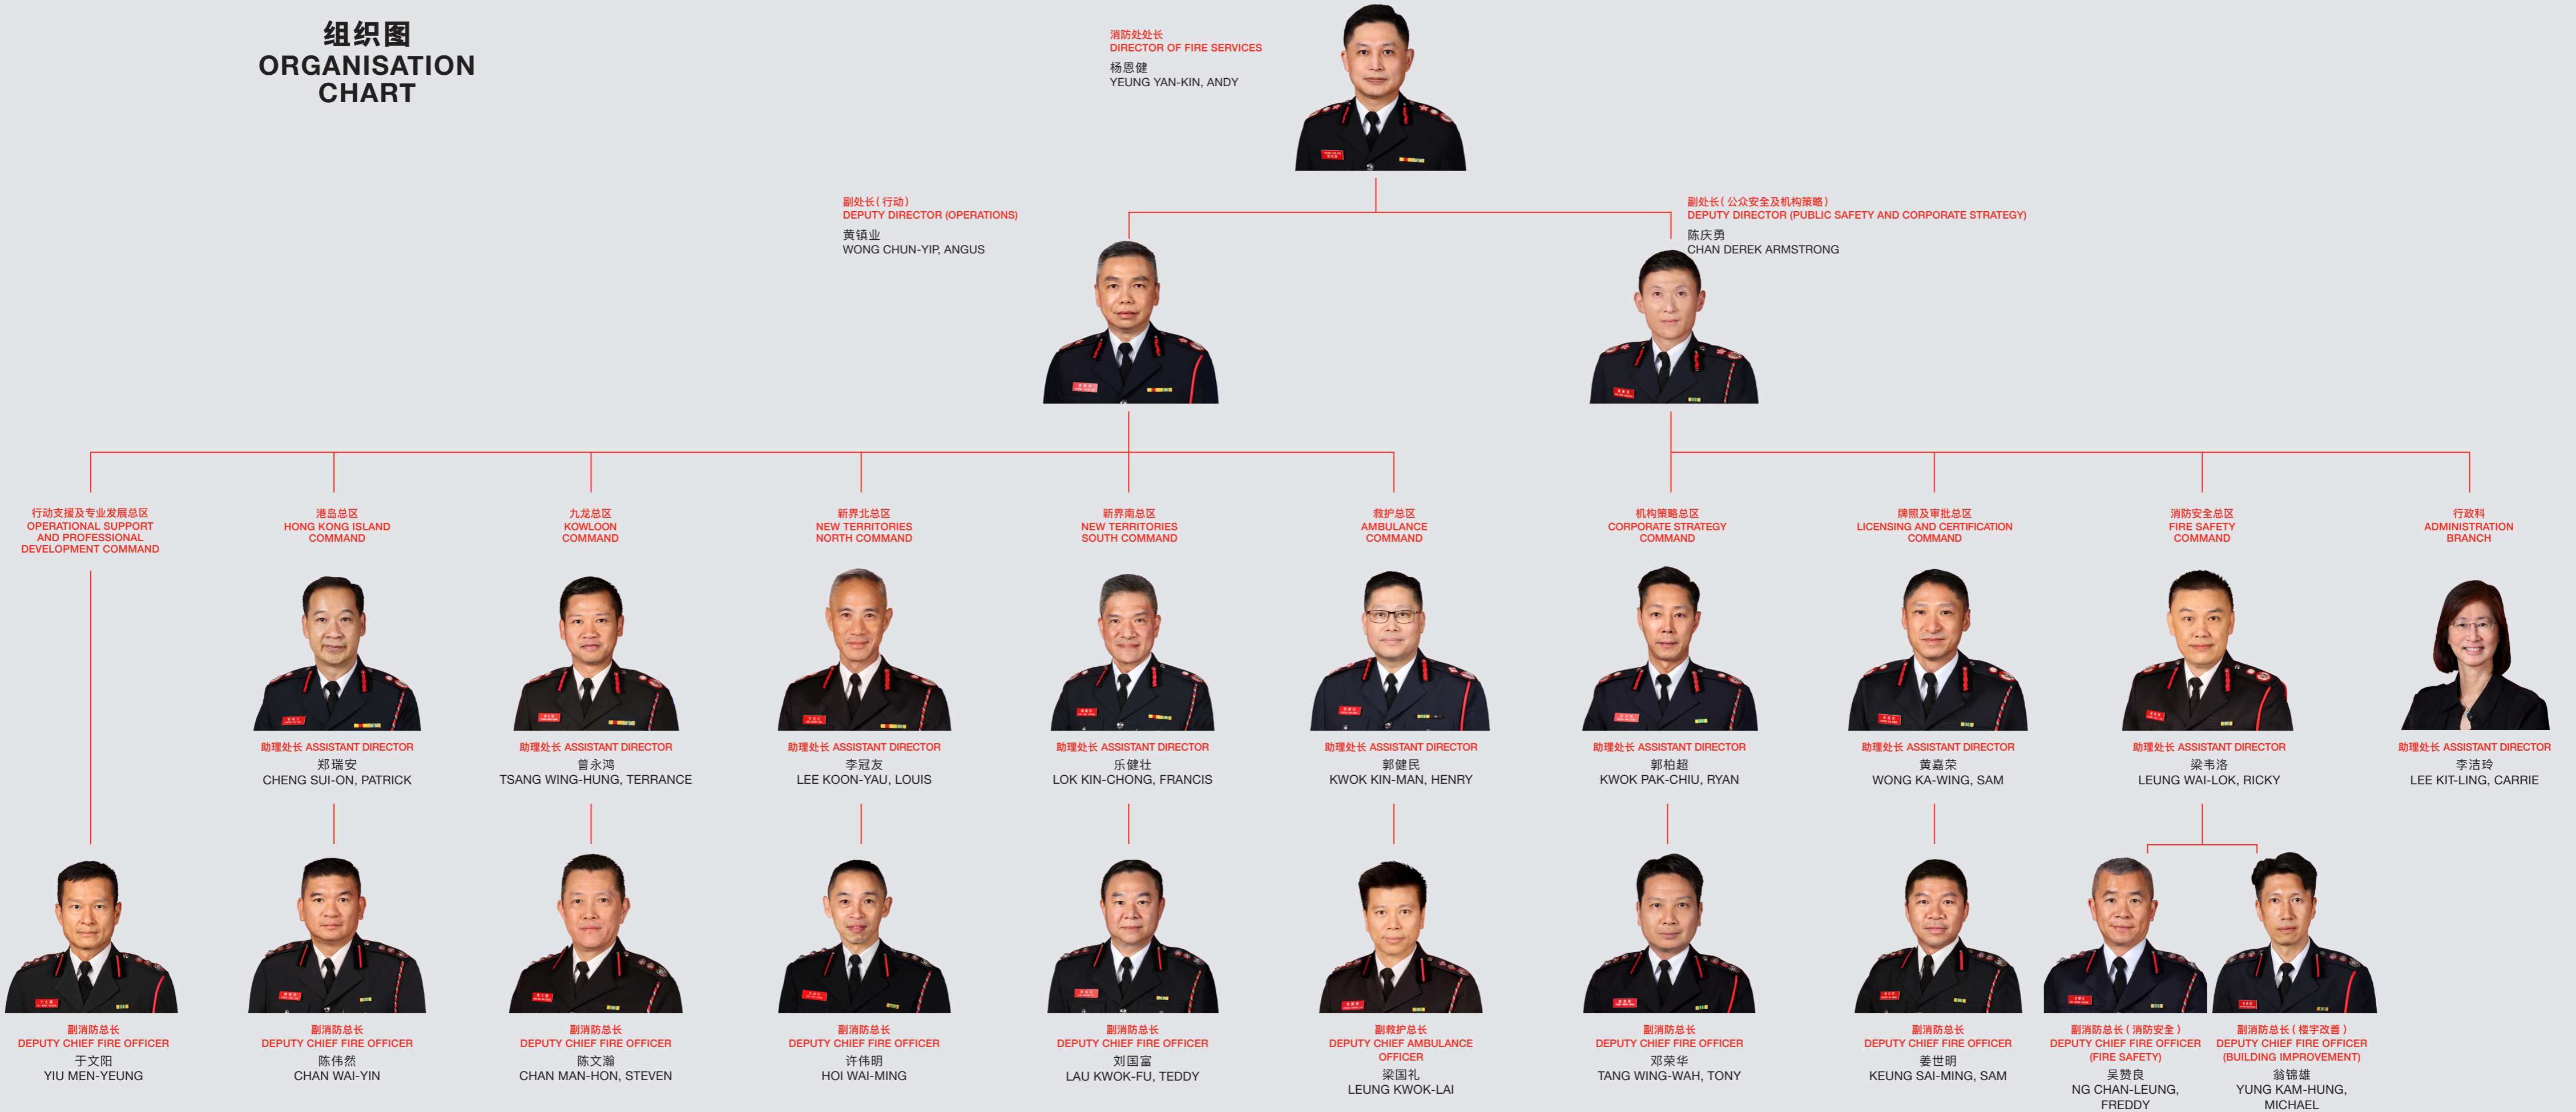 组织图
ORGANISATION
CHART
消防处处长
DIRECTOR OF FIRE SERVICES
杨恩健
YEUNG YAN-KIN, ANDY
副处长（行动）
DEPUTY DIRECTOR (OPERATIONS)
黄镇业
WONG CHUN-YIP, ANGUS
副处长（公众安全及机构策略）
DEPUTY DIRECTOR (PUBLIC SAFETY AND CORPORATE STRATEGY)
陈庆勇
CHAN DEREK ARMSTRONG
行动支援及专业发展总区
OPERATIONAL SUPPORT
AND PROFESSIONAL
DEVELOPMENT COMMAND
港岛总区
HONG KONG ISLAND
COMMAND
九龙总区
KOWLOON
COMMAND
新界北总区
NEW TERRITORIES
NORTH COMMAND
新界南总区
NEW TERRITORIES
SOUTH COMMAND
救护总区
AMBULANCE
COMMAND
机构策略总区
CORPORATE STRATEGY
COMMAND
牌照及审批总区
LICENSING AND CERTIFICATION
COMMAND
消防安全总区
FIRE SAFETY
COMMAND
行政科
ADMINISTRATION
BRANCH
助理处长 ASSISTANT DIRECTOR
郑瑞安
CHENG SUI-ON, PATRICK
助理处长 ASSISTANT DIRECTOR
曾永鸿
TSANG WING-HUNG, TERRANCE
助理处长 ASSISTANT DIRECTOR
李冠友
LEE KOON-YAU, LOUIS
助理处长 ASSISTANT DIRECTOR
乐健壮
LOK KIN-CHONG, FRANCIS
助理处长 ASSISTANT DIRECTOR
郭健民
KWOK KIN-MAN, HENRY
助理处长 ASSISTANT DIRECTOR
郭柏超
KWOK PAK-CHIU, RYAN
助理处长 ASSISTANT DIRECTOR
黄嘉荣
WONG KA-WING, SAM
助理处长 ASSISTANT DIRECTOR
梁韦洛
LEUNG WAI-LOK, RICKY
助理处长 ASSISTANT DIRECTOR
李洁玲
LEE KIT-LING, CARRIE
副消防总长
DEPUTY CHIEF FIRE OFFICER
于文阳
YIU MEN-YEUNG
副消防总长
DEPUTY CHIEF FIRE OFFICER
陈伟然
CHAN WAI-YIN
副消防总长
DEPUTY CHIEF FIRE OFFICER
陈文瀚
CHAN MAN-HON, STEVEN
副消防总长
DEPUTY CHIEF FIRE OFFICER
许伟明
HOI WAI-MING
副消防总长
DEPUTY CHIEF FIRE OFFICER
刘国富
LAU KWOK-FU, TEDDY
副救护总长
DEPUTY CHIEF AMBULANCE
OFFICER
梁国礼
LEUNG KWOK-LAI
副消防总长
DEPUTY CHIEF FIRE OFFICER
邓荣华
TANG WING-WAH, TONY
副消防总长
DEPUTY CHIEF FIRE OFFICER
姜世明
KEUNG SAI-MING, SAM
副消防总长（消防安全）
DEPUTY CHIEF FIRE OFFICER
(FIRE SAFETY)
吴赞良
NG CHAN-LEUNG,
FREDDY
副消防总长（楼宇改善）
DEPUTY CHIEF FIRE OFFICER
(BUILDING IMPROVEMENT)
翁锦雄
YUNG KAM-HUNG,
MICHAEL